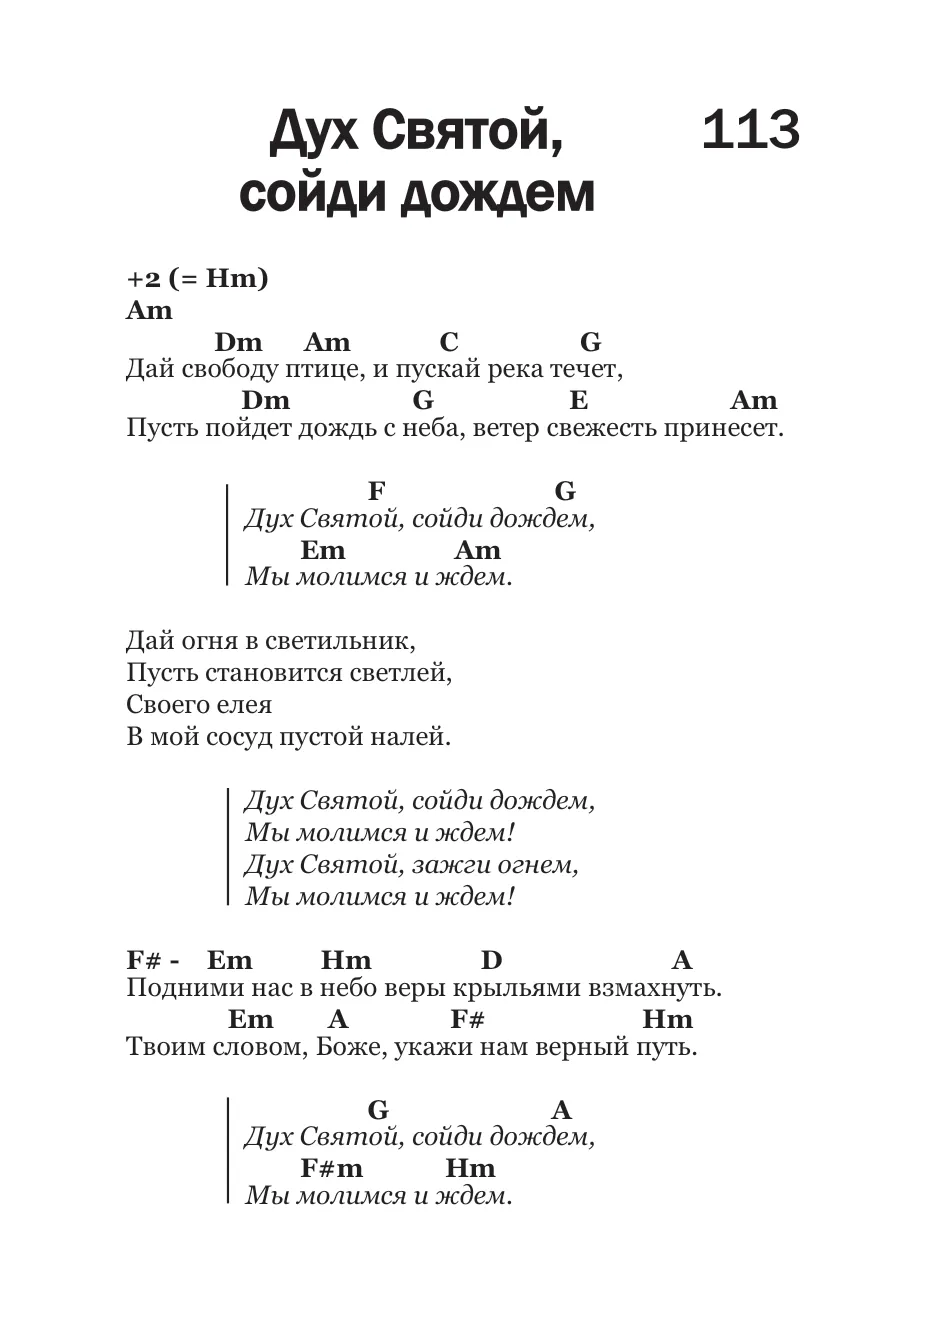 Дух Святой, 113
сойди дождем
+2 (= Hm)
Am
Dm Am C G
Дай свободу птице, и пускай река течет,
Dm G E Am
Пусть пойдет дождь с неба, ветер свежесть принесет.
F G
Дух Святой, сойди дождем,
Em Am
Мы молимся и ждем.
Дай огня в светильник,
Пусть становится светлей,
Своего елея
В мой сосуд пустой налей.
Дух Святой, сойди дождем,
Мы молимся и ждем!
Дух Святой, зажги огнем,
Мы молимся и ждем!
F# - Em Hm D A
Подними нас в небо веры крыльями взмахнуть.
Em A F# Hm
Твоим словом, Боже, укажи нам верный путь.
G A
Дух Святой, сойди дождем,
F#m Hm
Мы молимся и ждем.